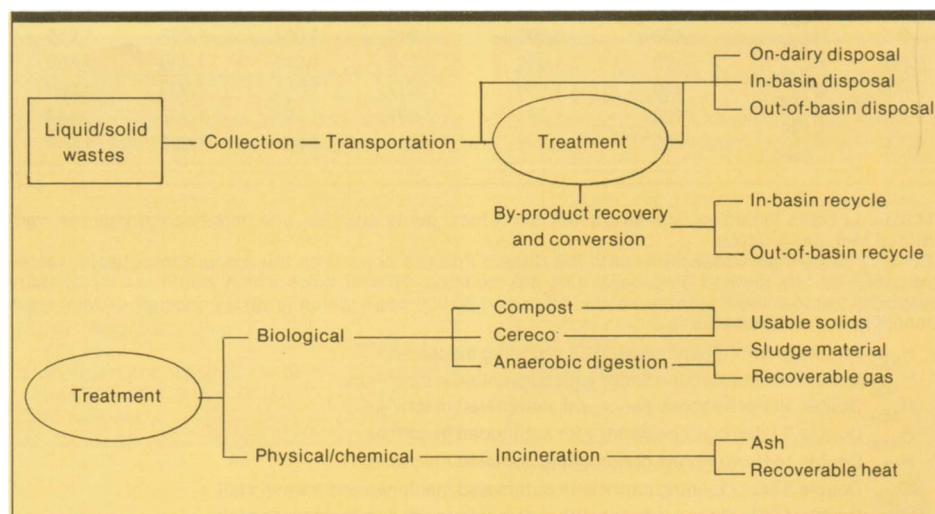 On-dairy disposal
In-basin disposal
Out-of-basin disposal
Liquid/solid
wastes
Collection
Transportation
Treatment
By-product recovery
and conversion
In-basin recycle
Out-of-basin recycle
Treatment
Biological
Compost
Cereco
Anaerobic digestion
Usable solids
Sludge material
Recoverable gas
Physical/chemical
Incineration
Ash
Recoverable heat